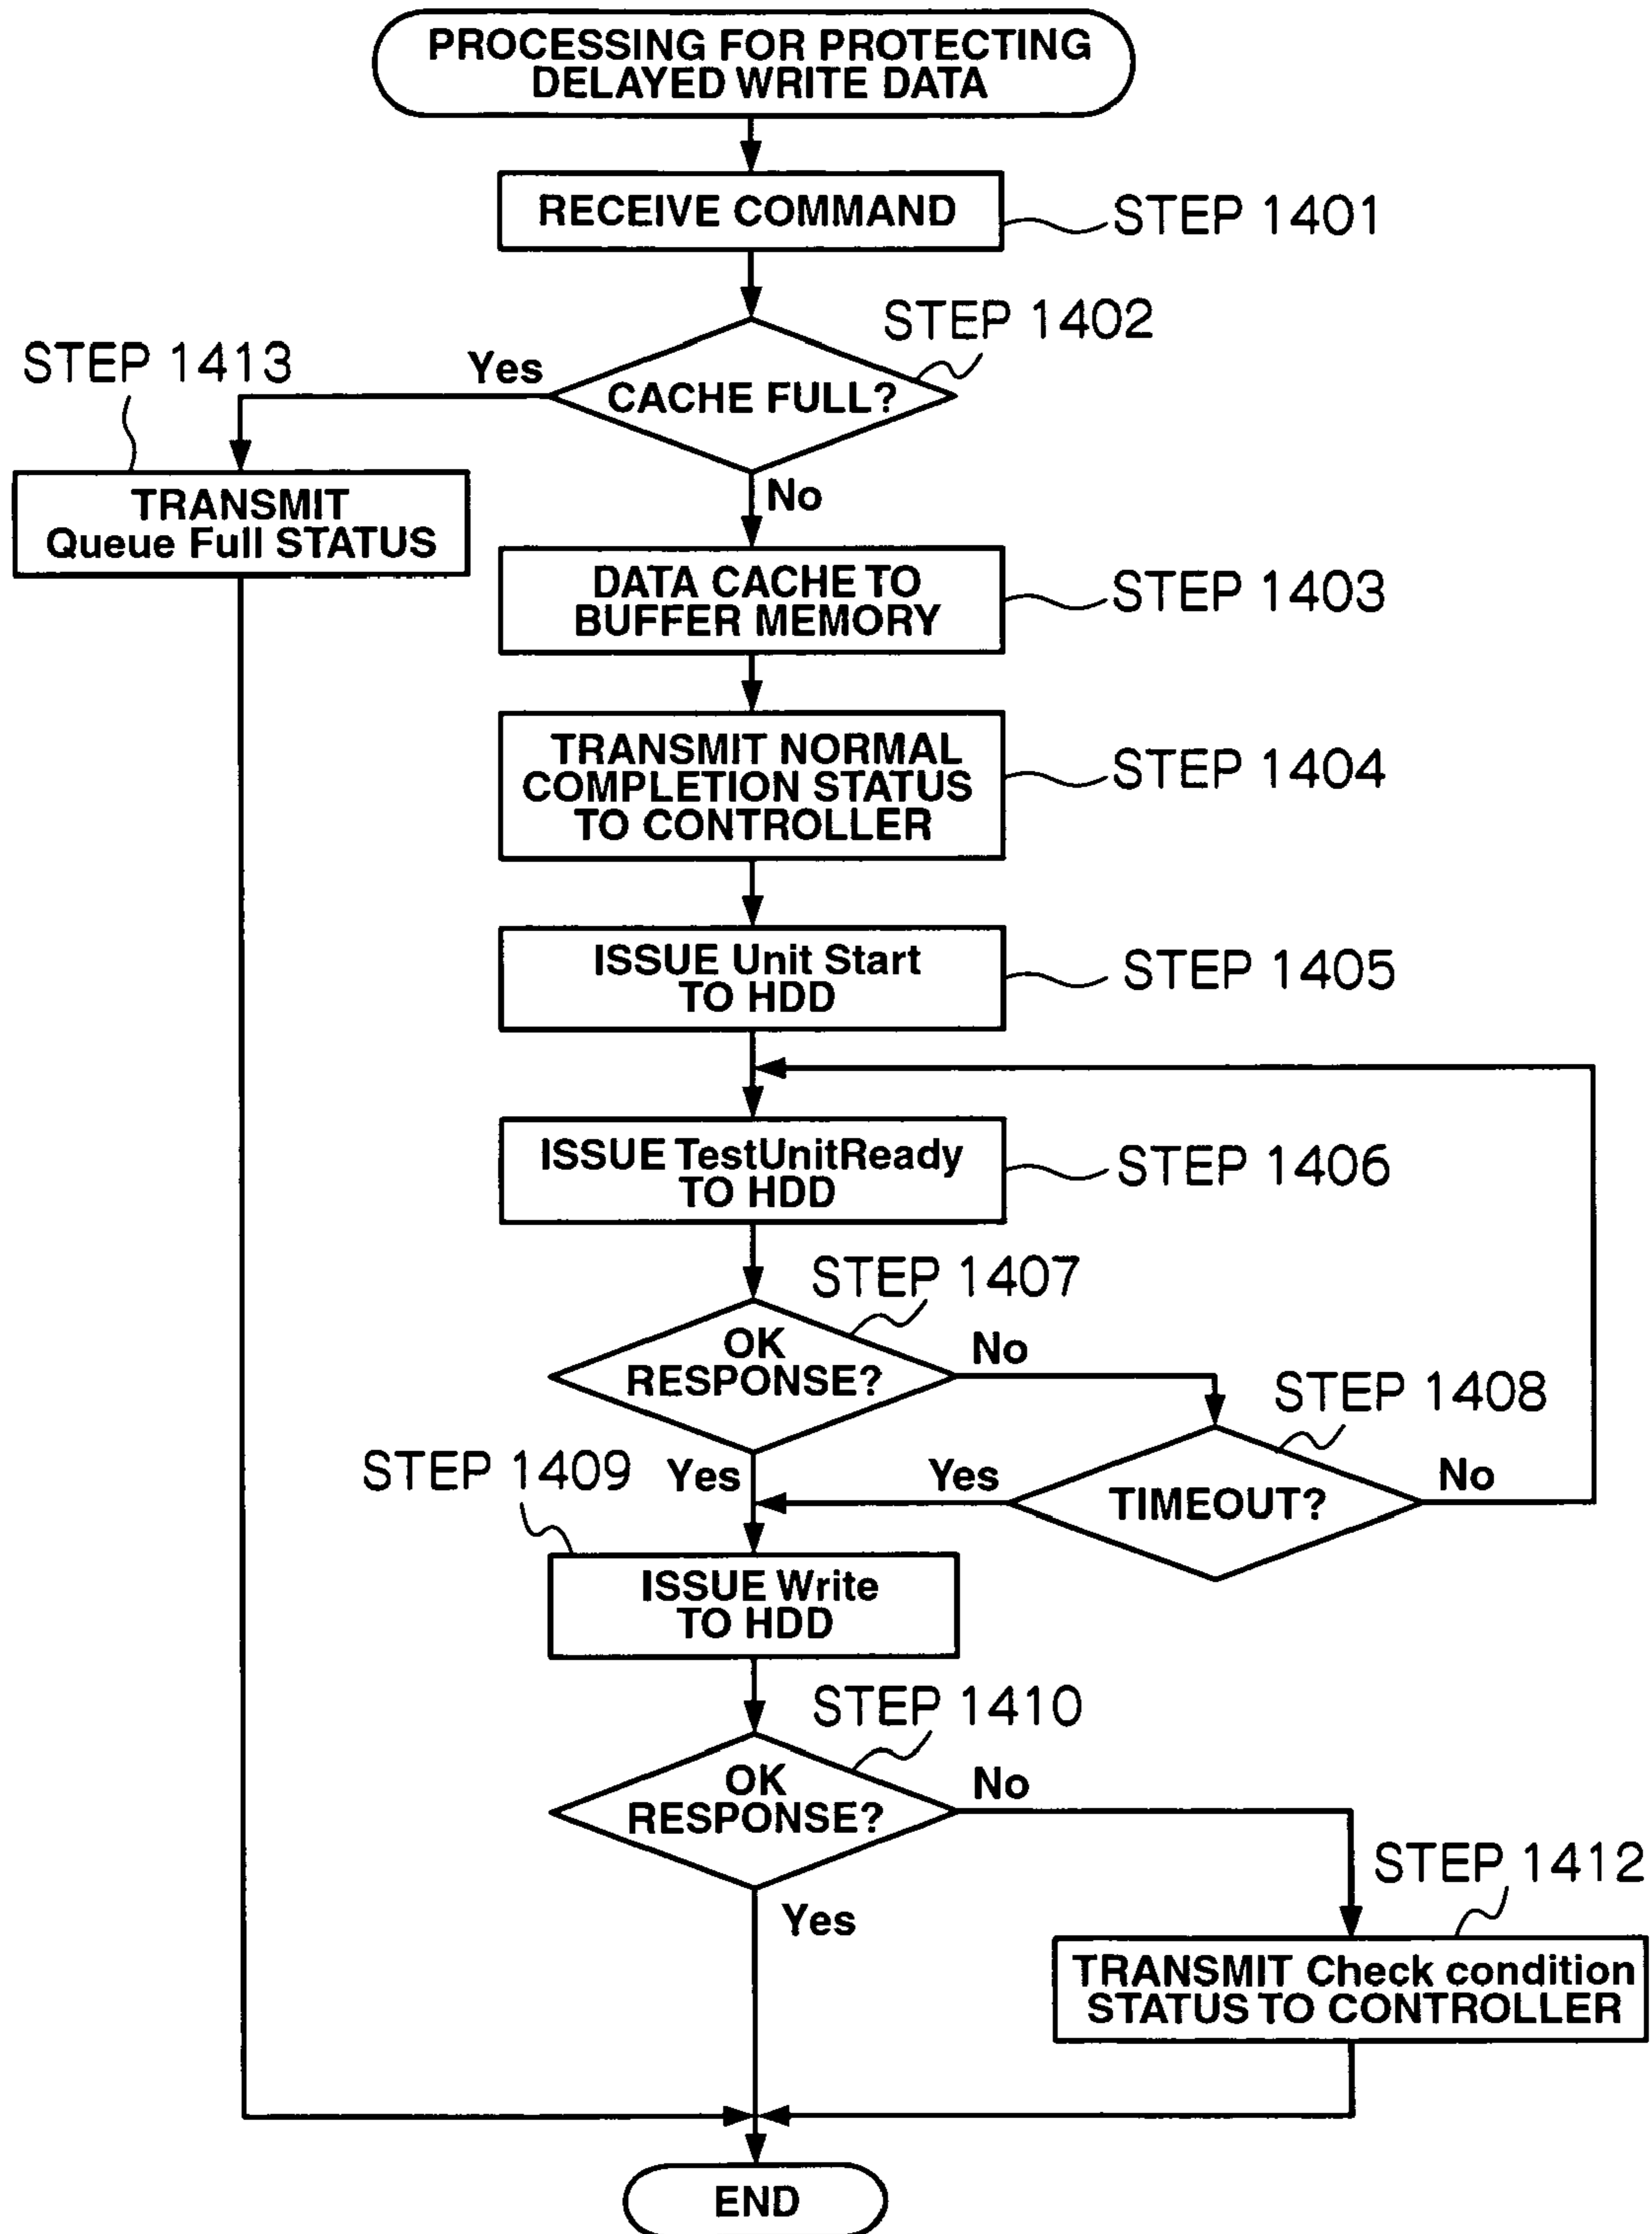 PROCESSING FOR PROTECTING
DELAYED WRITE DATA
RECEIVE COMMAND
STEP 1401
STEP 1402
CACHE FULL?
Yes
STEP 1413
TRANSMIT
Queue Full STATUS
No
DATA CACHE TO
BUFFER MEMORY
STEP 1403
TRANSMIT NORMAL
COMPLETION STATUS
TO CONTROLLER
STEP 1404
ISSUE Unit Start
TO HDD
STEP 1405
ISSUE TestUnitReady
TO HDD
STEP 1406
STEP 1407
OK
RESPONSE?
No
STEP 1408
TIMEOUT?
Yes
No
Yes
STEP 1409
ISSUE Write
TO HDD
STEP 1410
OK
RESPONSE?
No
STEP 1412
TRANSMIT Check condition
STATUS TO CONTROLLER
Yes
END